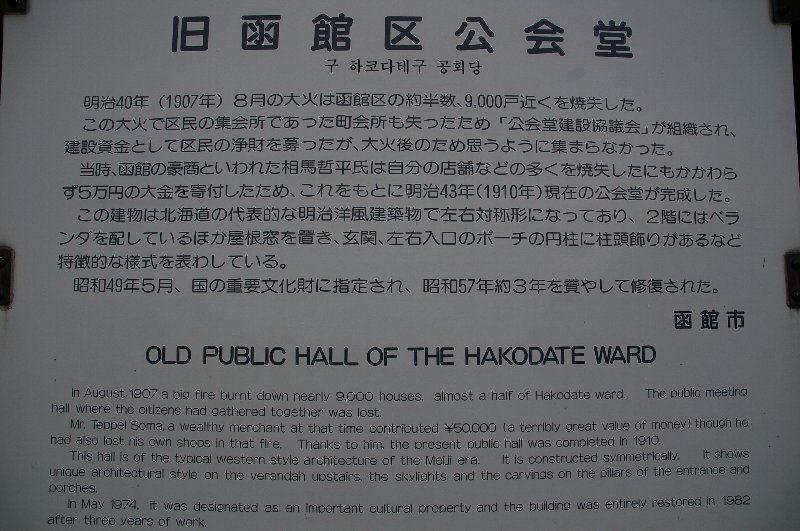 旧函館区公会堂
구 하코다테구 공회당
明治40年（1907年）８月の大火は函館区の約半数、9,000戸近くを焼失した。
この大火で区民の集会所であった町会所も失ったため「公会堂建設協議会」が組織され、
建設資金として区民の浄財を募ったが、大火後のため思うように集まらなかった。
当時、函館の豪商といわれた相馬哲平氏は自分の店舗などの多くを焼失したにもかかわら
ず5万円の大金を寄付したため、これをもとに明治43年(1910年)現在の公会堂が完成した。
この建物は北海道の代表的な明治洋風建築物で左右対称形になっており、２階にはベラ
ンダを配しているほか屋根窓を置き、玄関、左右入口のポーチの円柱に柱頭飾りがあるなど
特徴的な様式を表わしている。
昭和49年５月、国の重要文化財に指定され、昭和57年約３年を費やして修復された。
函館市
OLD PUBLIC HALL OF THE HAKODATE WARD
In August 1907 a big fire burnt down nearly 9,000 houses, almost a half of Hakodate ward. The public meeting
hall where the citizens had gathered together was lost.
Mr. Teppei Soma, a wealthy merchant at that time contributed ¥50,000 (a terribly great value of money) though he
had also lost his own shops in that fire. Thanks to him, the present public hall was completed in 1910.
This hall is of the typical western style architecture of the Meiji era. It is constructed symmetrically. It shows
unique architectural style on the verandah upstairs, the skylights and the carvings on the pillars of the entrance and
porches.
In May 1974, it was designated as an important cultural property and the building was entirely restored in 1982
after three years of work.